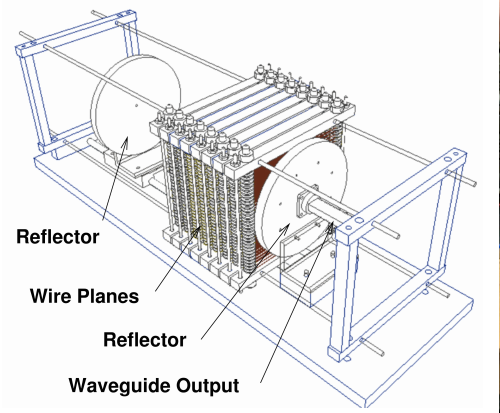 Reflector
Wire Planes
Reflector
Waveguide Output